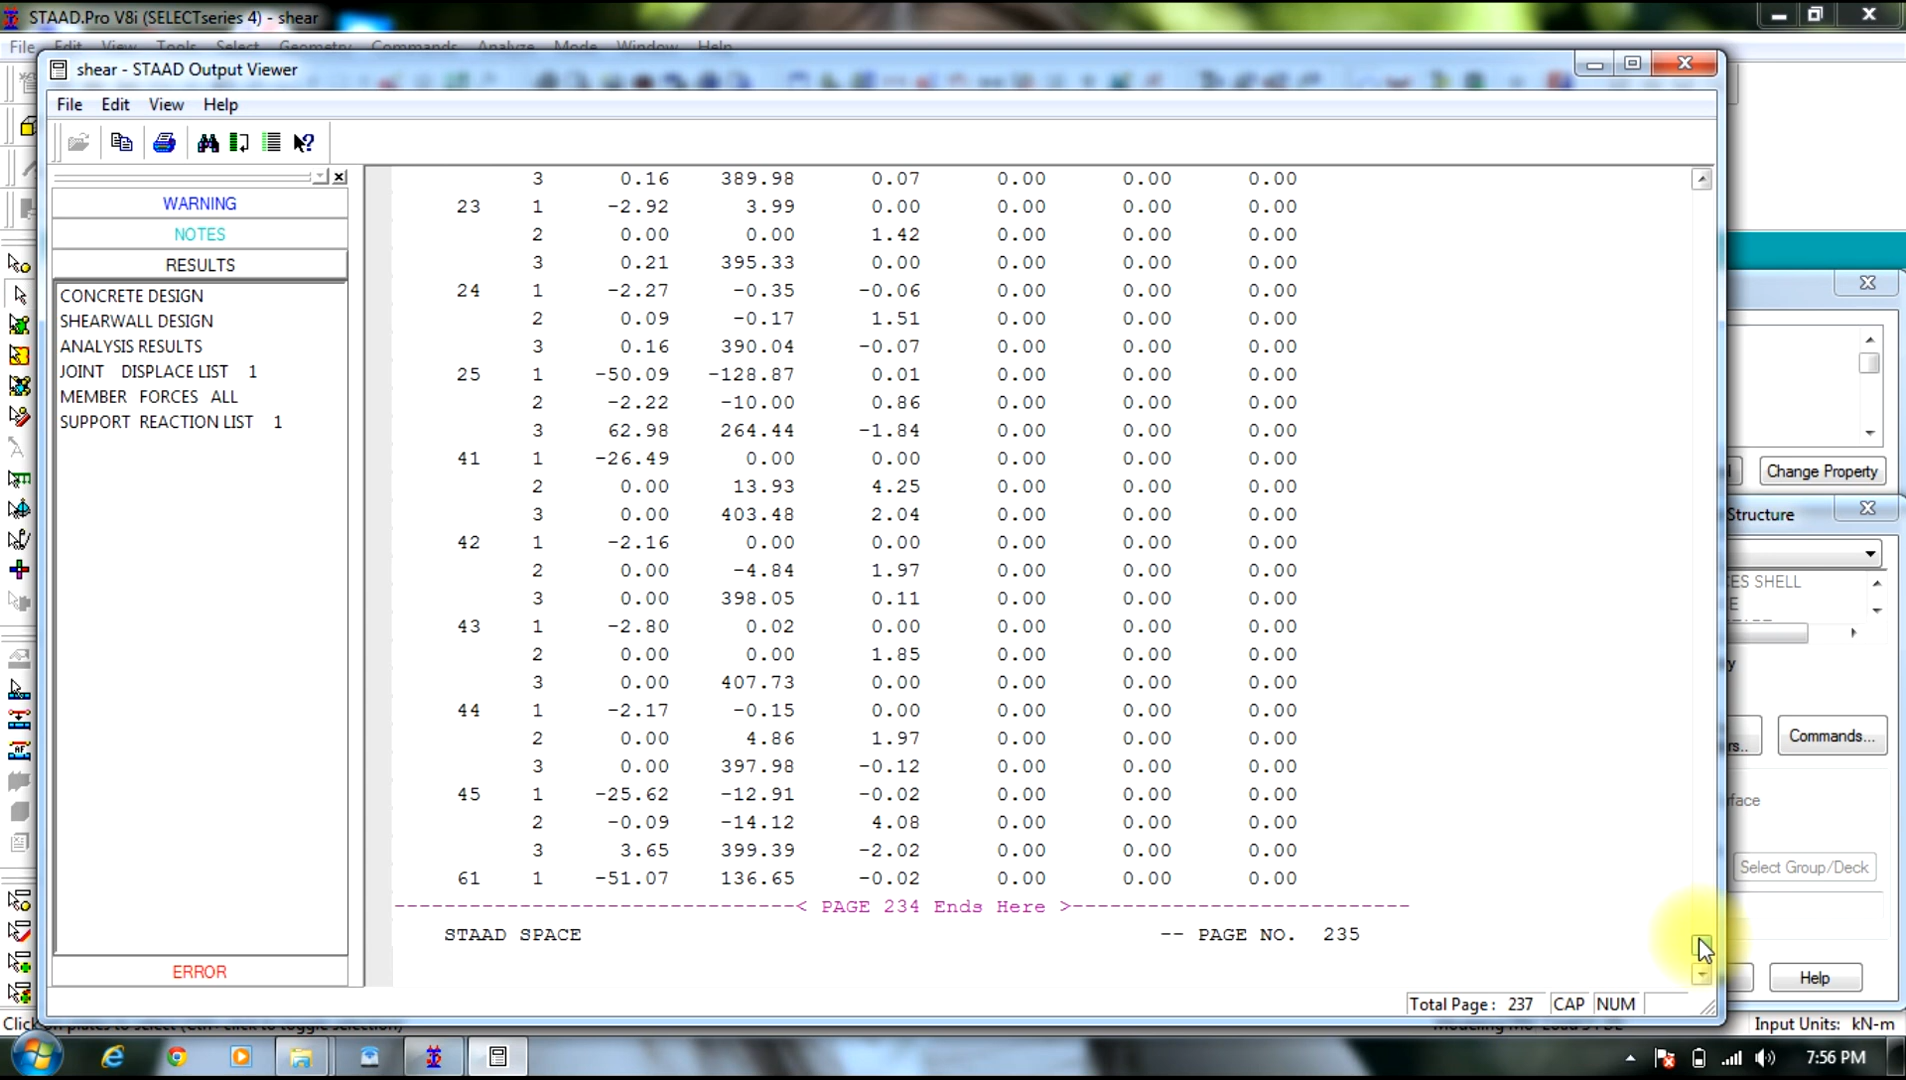 STAAD.Pro V8i (SELECTseries 4) - shear
File Edit View Tools Select Geometry Commands Analyze Mode Window Help
shear - STAAD Output Viewer
File Edit View Help
WARNING
NOTES
RESULTS
CONCRETE DESIGN
SHEARWALL DESIGN
ANALYSIS RESULTS
JOINT DISPLACE LIST 1
MEMBER FORCES ALL
SUPPORT REACTION LIST 1
ERROR
3 0.16 389.98 0.07 0.00 0.00 0.00
23 1 -2.92 3.99 0.00 0.00 0.00 0.00
2 0.00 0.00 1.42 0.00 0.00 0.00
3 0.21 395.33 0.00 0.00 0.00 0.00
24 1 -2.27 -0.35 -0.06 0.00 0.00 0.00
2 0.09 -0.17 1.51 0.00 0.00 0.00
3 0.16 390.04 -0.07 0.00 0.00 0.00
25 1 -50.09 -128.87 0.01 0.00 0.00 0.00
2 -2.22 -10.00 0.86 0.00 0.00 0.00
3 62.98 264.44 -1.84 0.00 0.00 0.00
41 1 -26.49 0.00 0.00 0.00 0.00 0.00
2 0.00 13.93 4.25 0.00 0.00 0.00
3 0.00 403.48 2.04 0.00 0.00 0.00
42 1 -2.16 0.00 0.00 0.00 0.00 0.00
2 0.00 -4.84 1.97 0.00 0.00 0.00
3 0.00 398.05 0.11 0.00 0.00 0.00
43 1 -2.80 0.02 0.00 0.00 0.00 0.00
2 0.00 0.00 1.85 0.00 0.00 0.00
3 0.00 407.73 0.00 0.00 0.00 0.00
44 1 -2.17 -0.15 0.00 0.00 0.00 0.00
2 0.00 4.86 1.97 0.00 0.00 0.00
3 0.00 397.98 -0.12 0.00 0.00 0.00
45 1 -25.62 -12.91 -0.02 0.00 0.00 0.00
2 -0.09 -14.12 4.08 0.00 0.00 0.00
3 3.65 399.39 -2.02 0.00 0.00 0.00
61 1 -51.07 136.65 -0.02 0.00 0.00 0.00
--------------------------------< PAGE 234 Ends Here >---------------------------
STAAD SPACE -- PAGE NO. 235
Total Page : 237 CAP NUM
Change Property
Structure
ES SHELL
E
y
rs..
Commands...
face
Select Group/Deck
Help
Input Units: kN-m
7:56 PM